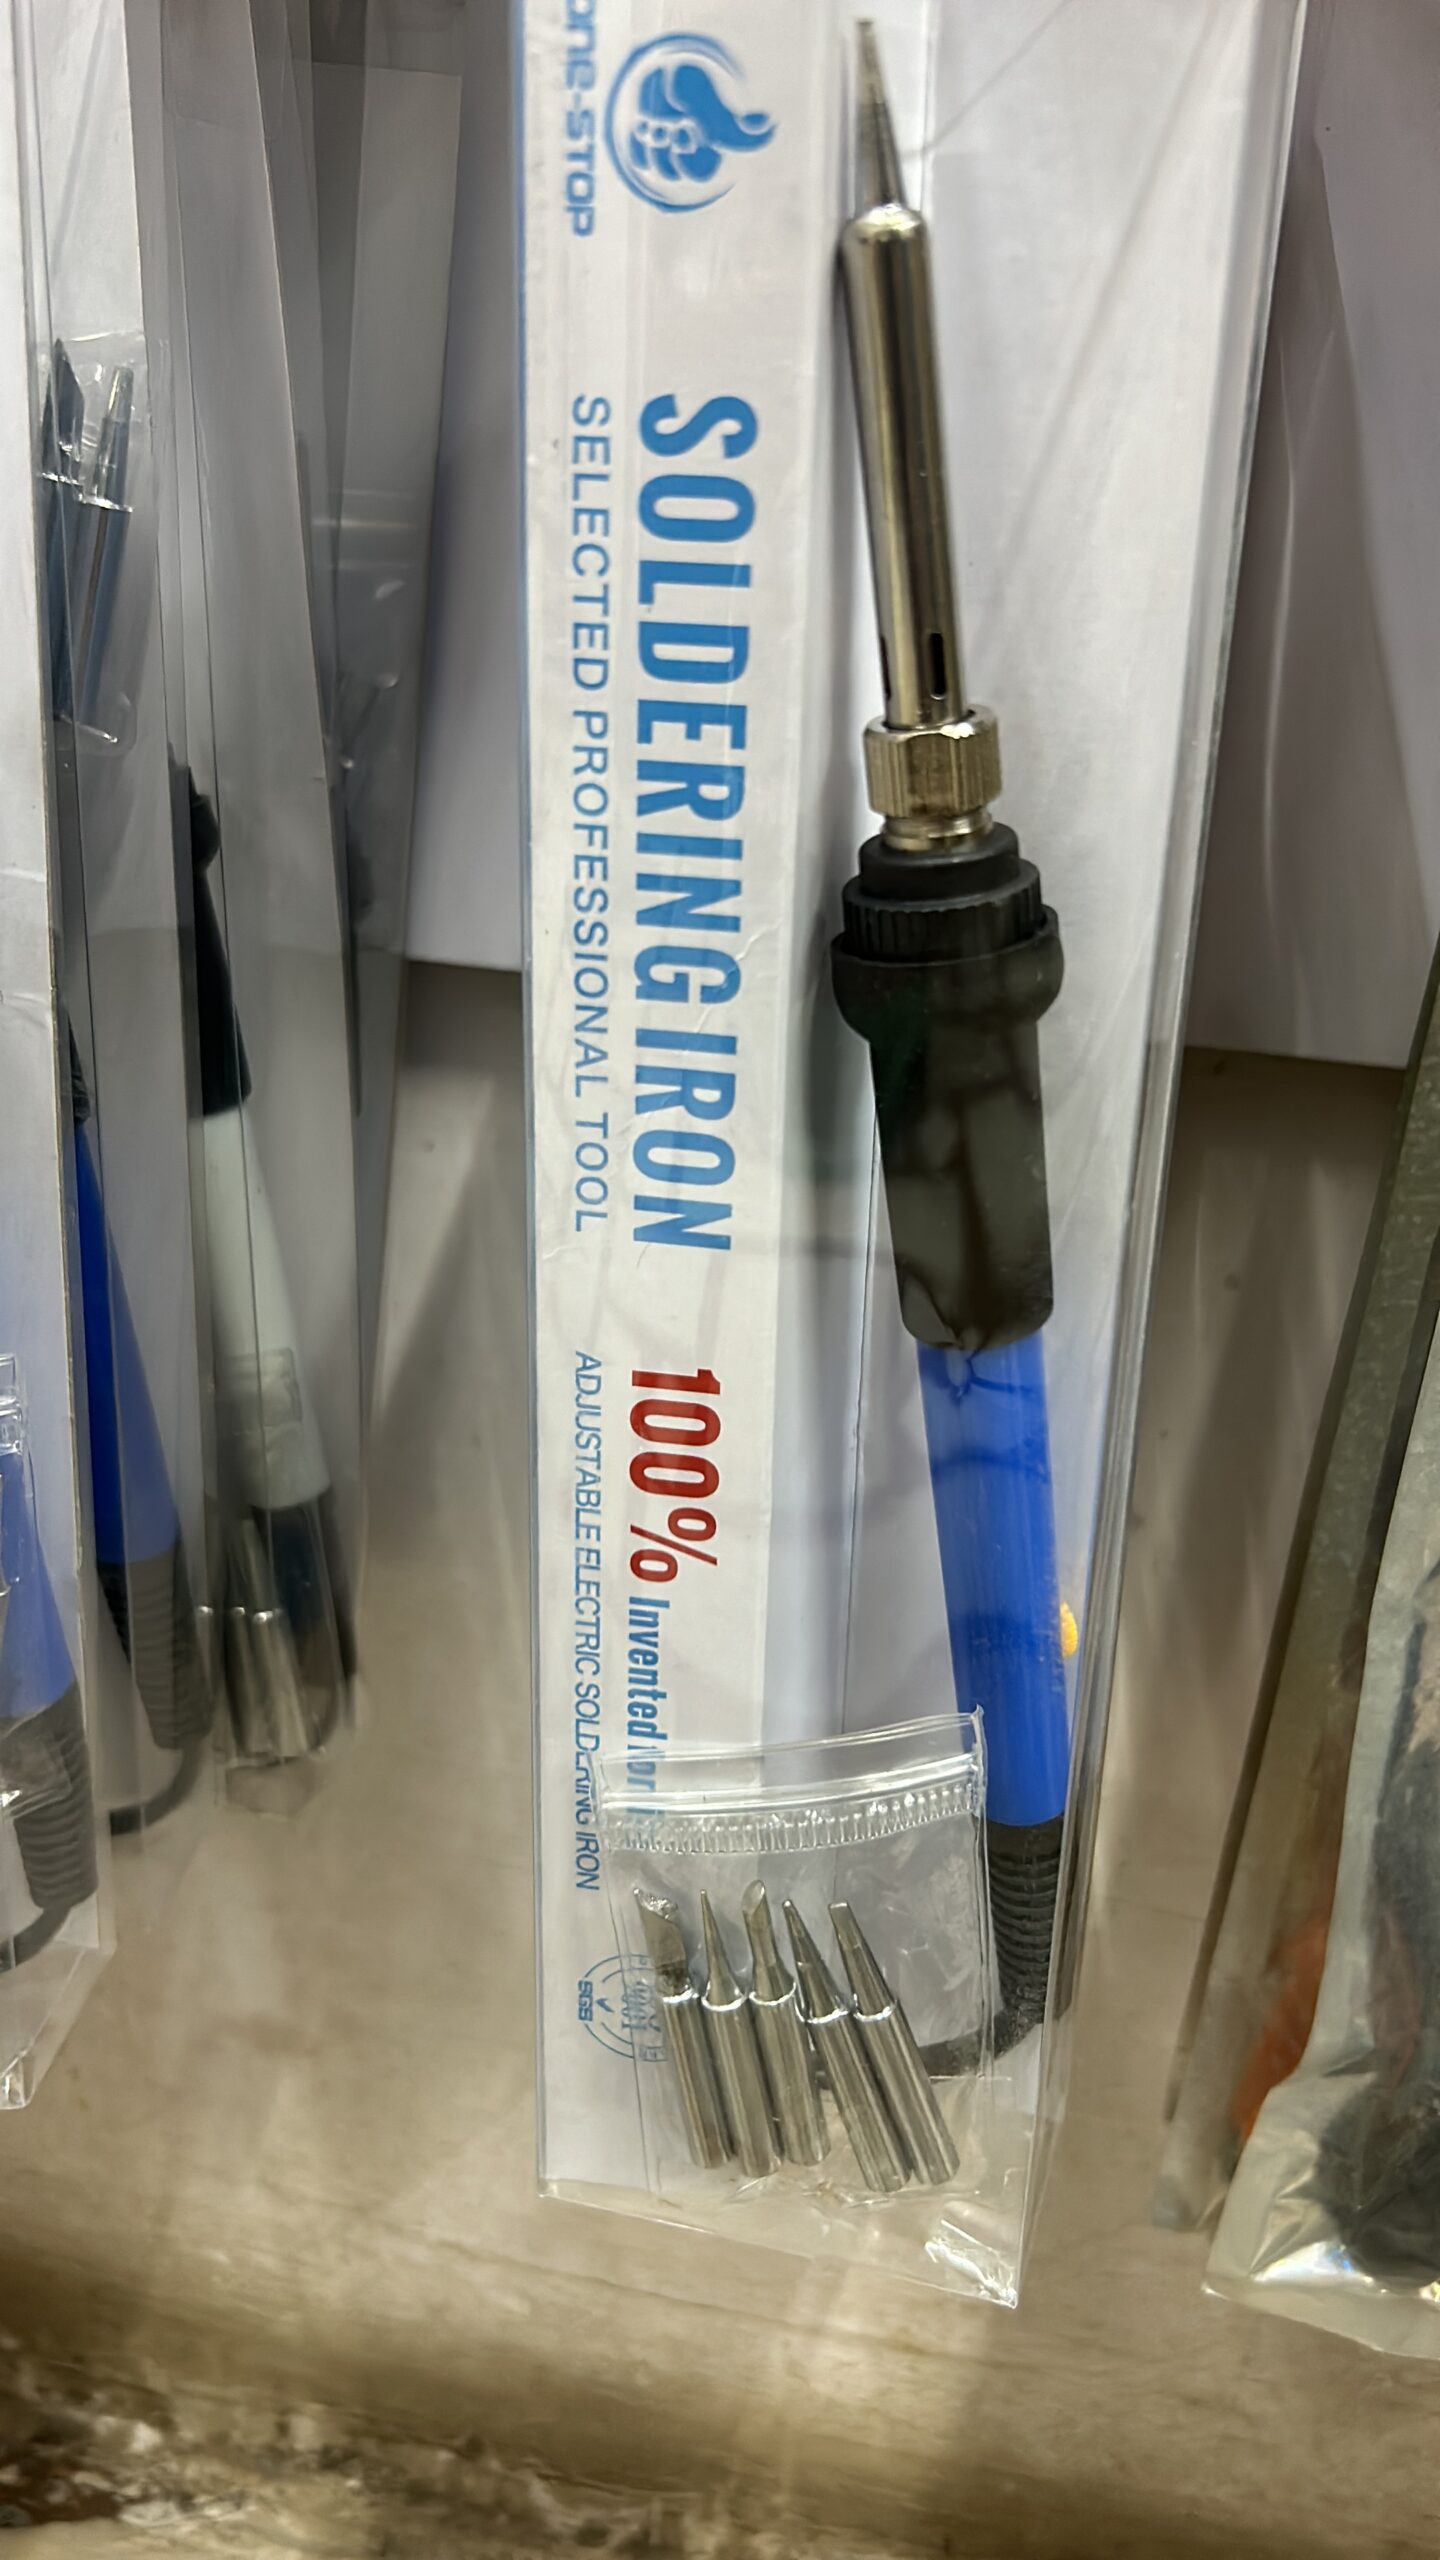 one-STOP
SOLDERING IRON
SELECTED PROFESSIONAL TOOL
100% Invented
ADJUSTABLE ELECTRIC SOLDERING IRON
SGS